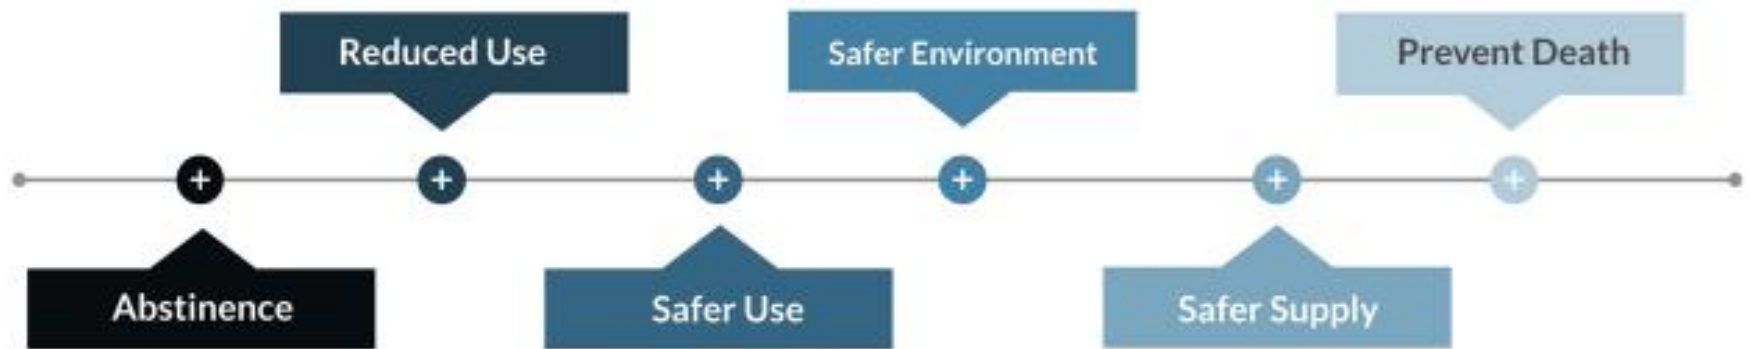 Reduced Use
Safer Environment
Prevent Death
+ + + + + +
Abstinence
Safer Use
Safer Supply